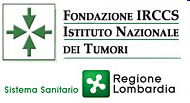 FONDAZIONE IRCCS
ISTITUTO NAZIONALE
DEI TUMORI
Sistema Sanitario
Regione
Lombardia